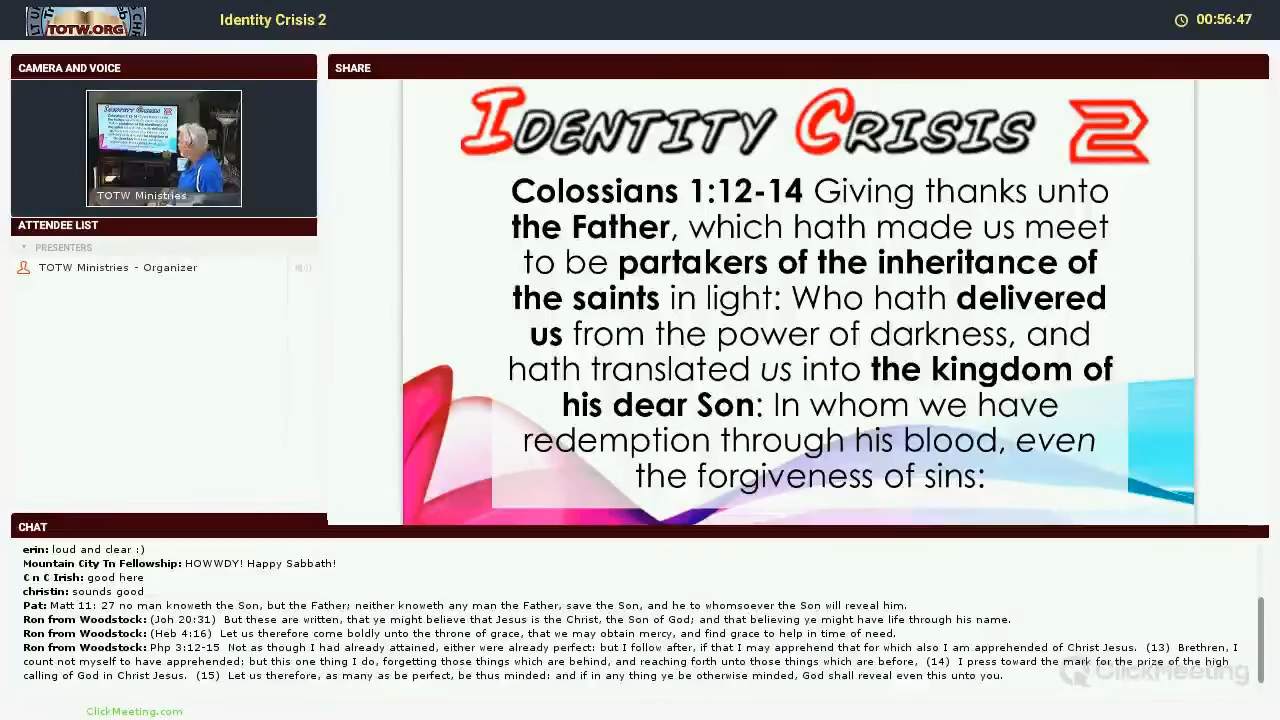 TOTW.ORG
Identity Crisis 2
00:56:47
CAMERA AND VOICE
TOTW Ministries
ATTENDEE LIST
PRESENTERS
TOTW Ministries - Organizer
SHARE
IDENTITY CRISIS 2
Colossians 1:12-14 Giving thanks unto
the Father, which hath made us meet
to be partakers of the inheritance of
the saints in light: Who hath delivered
us from the power of darkness, and
hath translated us into the kingdom of
his dear Son: In whom we have
redemption through his blood, even
the forgiveness of sins:
CHAT
erin: loud and clear :)
Mountain City Tn Fellowship: HOWWDY! Happy Sabbath!
C n C Irish: good here
christin: sounds good
Pat: Matt 11: 27 no man knoweth the Son, but the Father; neither knoweth any man the Father, save the Son, and he to whomsoever the Son will reveal him.
Ron from Woodstock: (Joh 20:31) But these are written, that ye might believe that Jesus is the Christ, the Son of God; and that believing ye might have life through his name.
Ron from Woodstock: (Heb 4:16) Let us therefore come boldly unto the throne of grace, that we may obtain mercy, and find grace to help in time of need.
Ron from Woodstock: Php 3:12-15 Not as though I had already attained, either were already perfect: but I follow after, if that I may apprehend that for which also I am apprehended of Christ Jesus. (13) Brethren, I
count not myself to have apprehended: but this one thing I do, forgetting those things which are behind, and reaching forth unto those things which are before, (14) I press toward the mark for the prize of the high
calling of God in Christ Jesus. (15) Let us therefore, as many as be perfect, be thus minded: and if in any thing ye be otherwise minded, God shall reveal even this unto you.
ClickMeeting
ClickMeeting.com